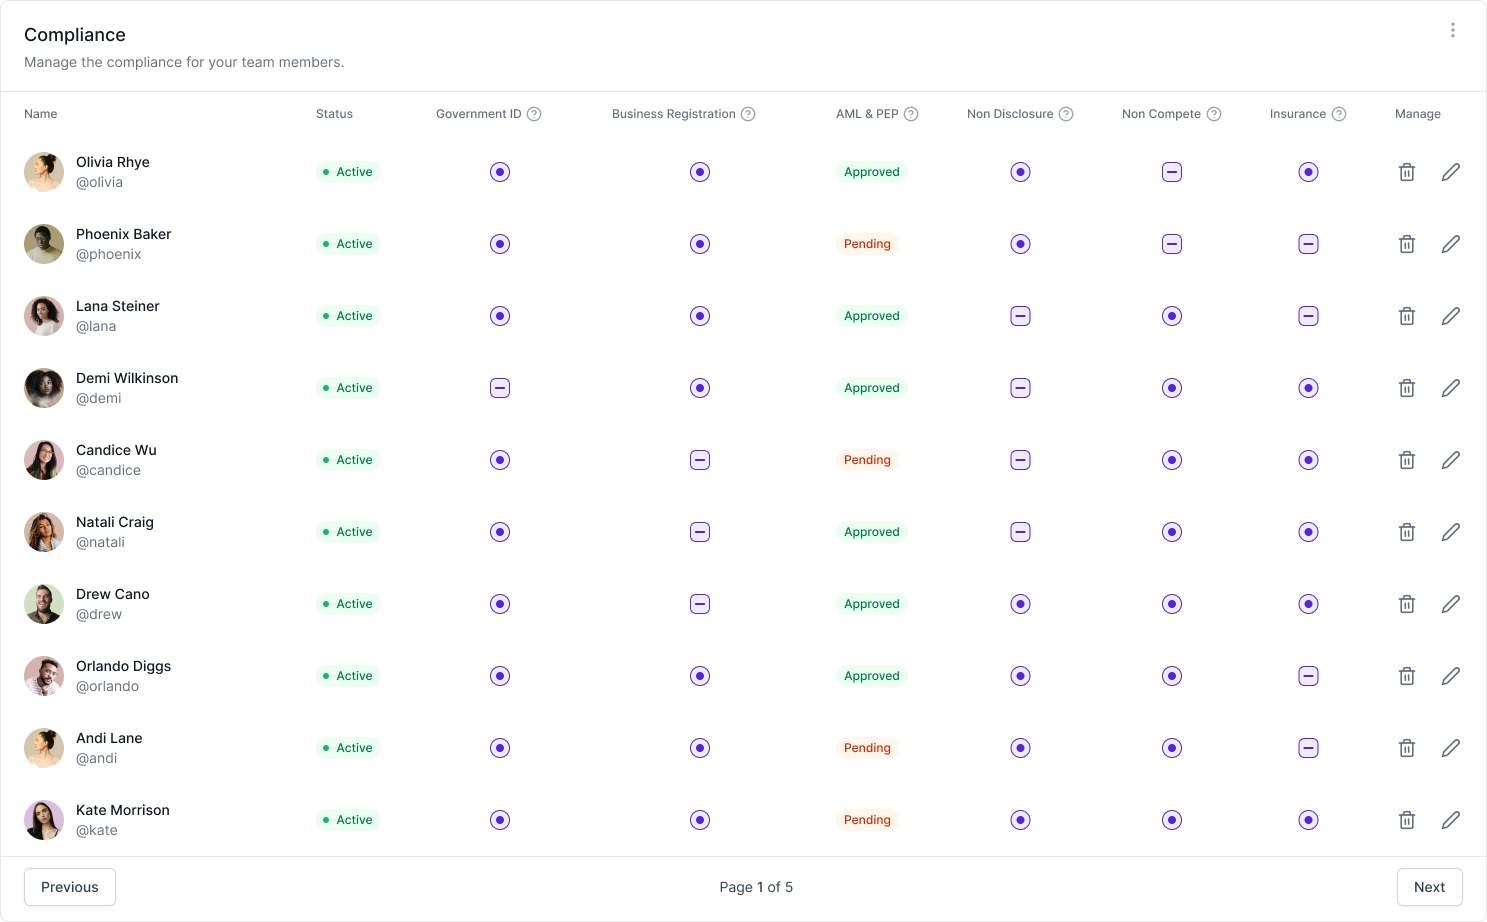 Compliance
Manage the compliance for your team members.
Name Status Government ID Business Registration AML & PEP Non Disclosure Non Compete Insurance Manage
Olivia Rhye
@olivia
Active Approved
Phoenix Baker
@phoenix
Active Pending
Lana Steiner
@lana
Active Approved
Demi Wilkinson
@demi
Active Approved
Candice Wu
@candice
Active Pending
Natali Craig
@natali
Active Approved
Drew Cano
@drew
Active Approved
Orlando Diggs
@orlando
Active Approved
Andi Lane
@andi
Active Pending
Kate Morrison
@kate
Active Pending
Previous Page 1 of 5 Next